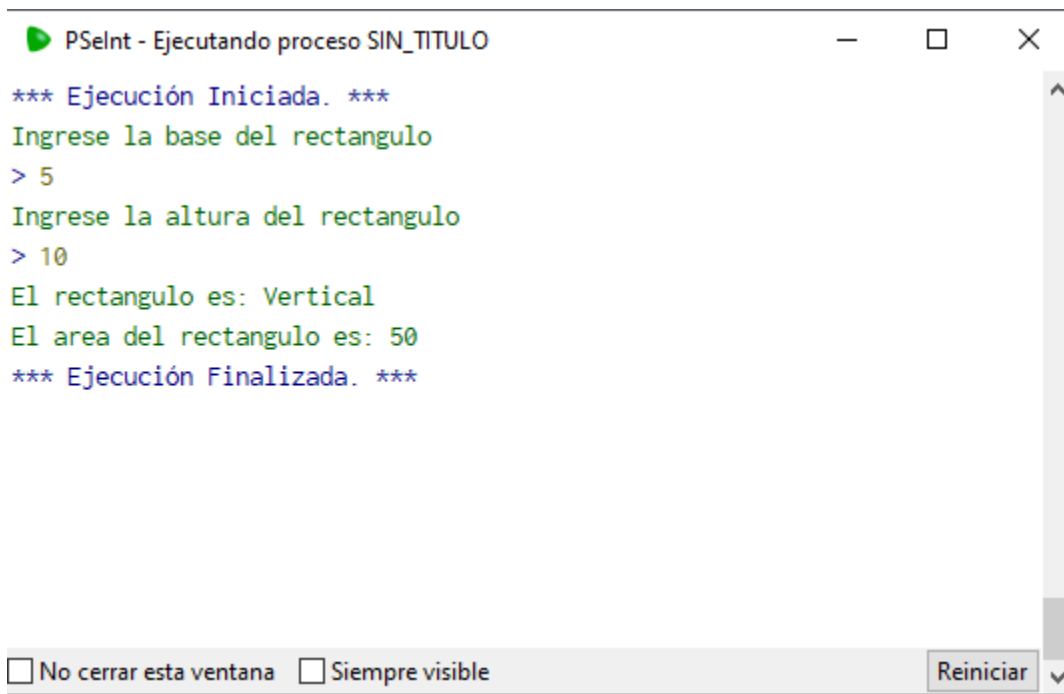 PSeInt - Ejecutando proceso SIN_TITULO
*** Ejecución Iniciada. ***
Ingrese la base del rectangulo
> 5
Ingrese la altura del rectangulo
> 10
El rectangulo es: Vertical
El area del rectangulo es: 50
*** Ejecución Finalizada. ***
No cerrar esta ventana Siempre visible Reiniciar